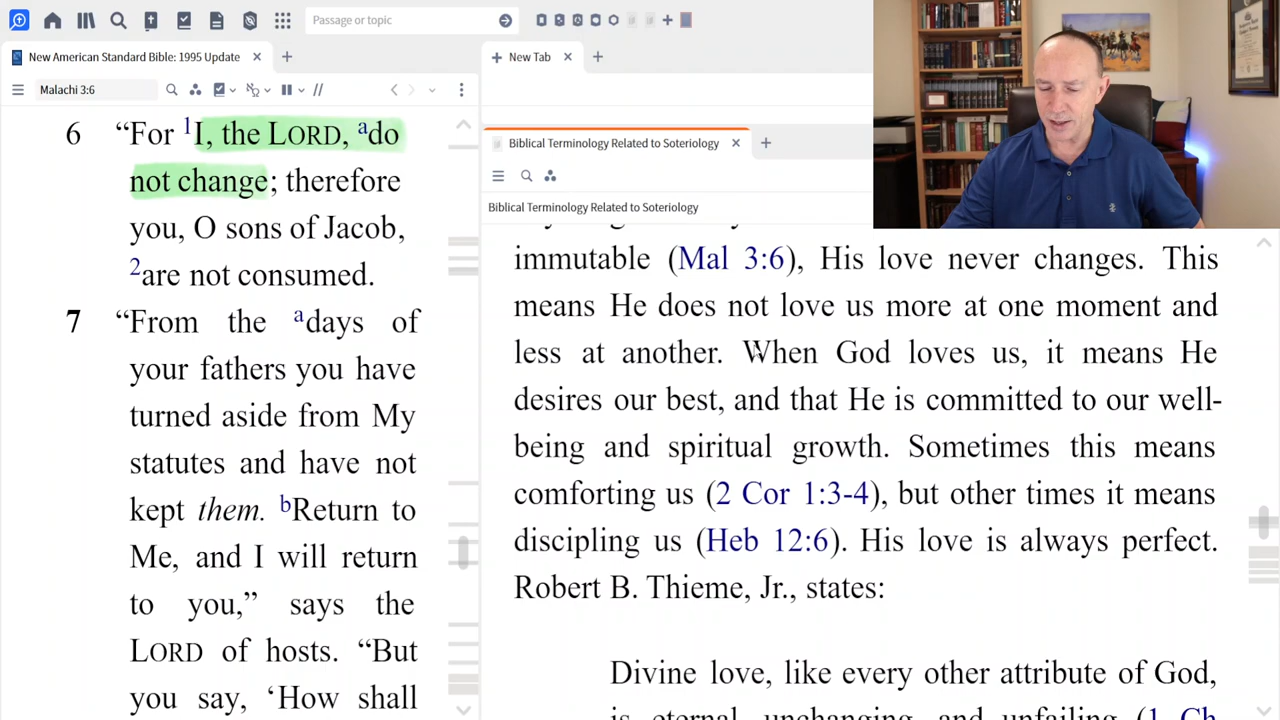 Passage or topic
New American Standard Bible: 1995 Update
New Tab
Malachi 3:6
6 “For 1I, the LORD, ado
not change; therefore
you, O sons of Jacob,
2are not consumed.
7 “From the adays of
your fathers you have
turned aside from My
statutes and have not
kept them. bReturn to
Me, and I will return
to you,” says the
LORD of hosts. “But
you say, ‘How shall
Biblical Terminology Related to Soteriology
Biblical Terminology Related to Soteriology
immutable (Mal 3:6), His love never changes. This
means He does not love us more at one moment and
less at another. When God loves us, it means He
desires our best, and that He is committed to our well-
being and spiritual growth. Sometimes this means
comforting us (2 Cor 1:3-4), but other times it means
discipling us (Heb 12:6). His love is always perfect.
Robert B. Thieme, Jr., states:
Divine love, like every other attribute of God,
is eternal, unchanging, and unfailing (1 Ch